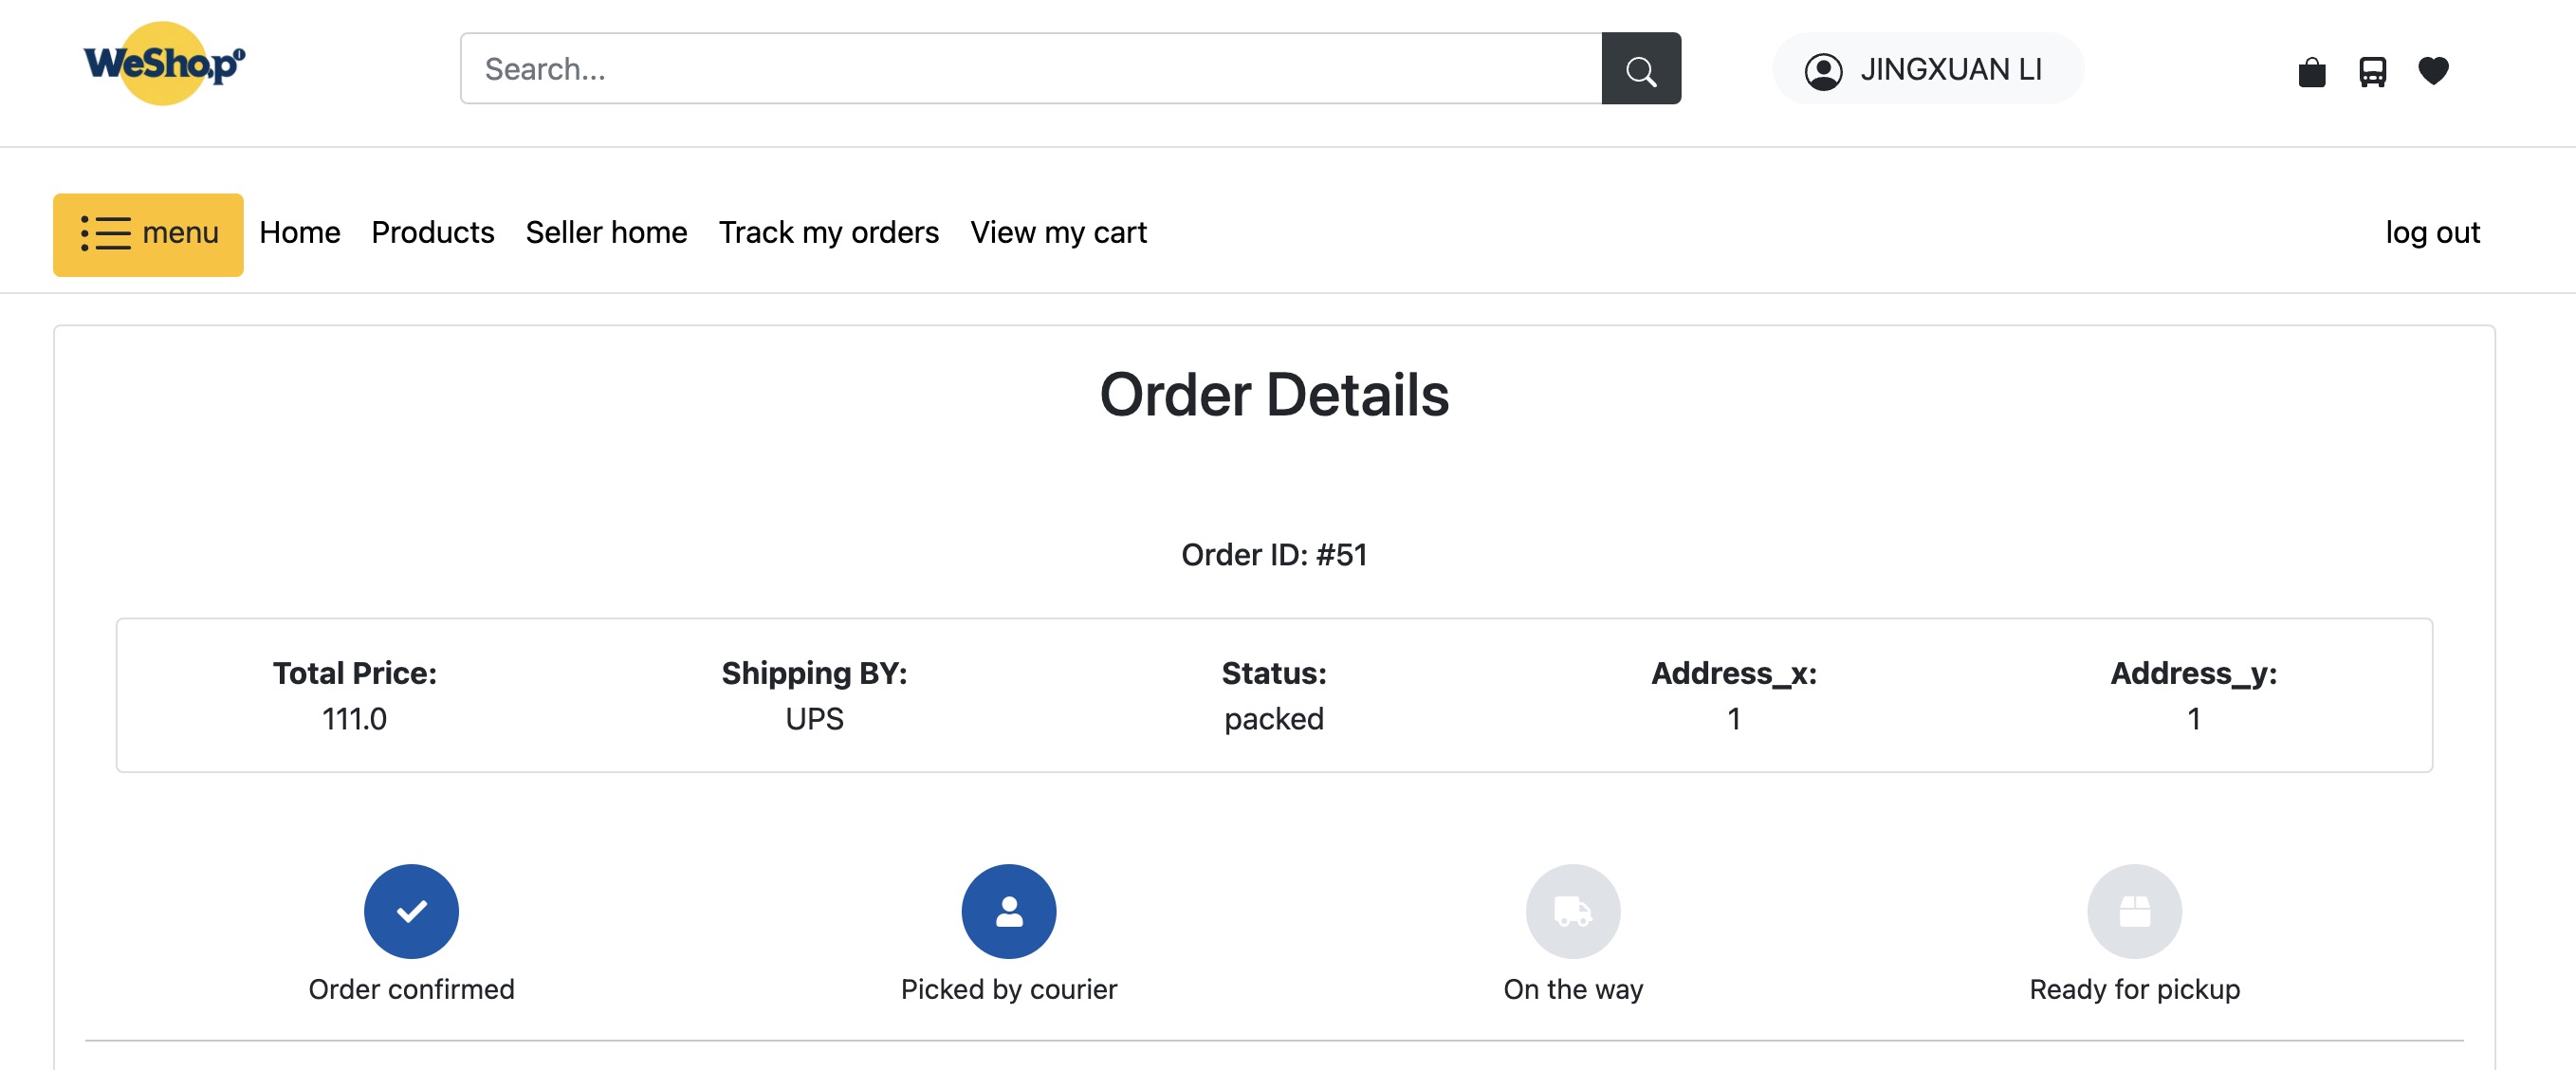 WeShop
Search...
JINGXUAN LI
menu Home Products Seller home Track my orders View my cart log out
Order Details
Order ID: #51
Total Price: Shipping BY: Status: Address_x: Address_y:
111.0 UPS packed 1 1
Order confirmed Picked by courier On the way Ready for pickup